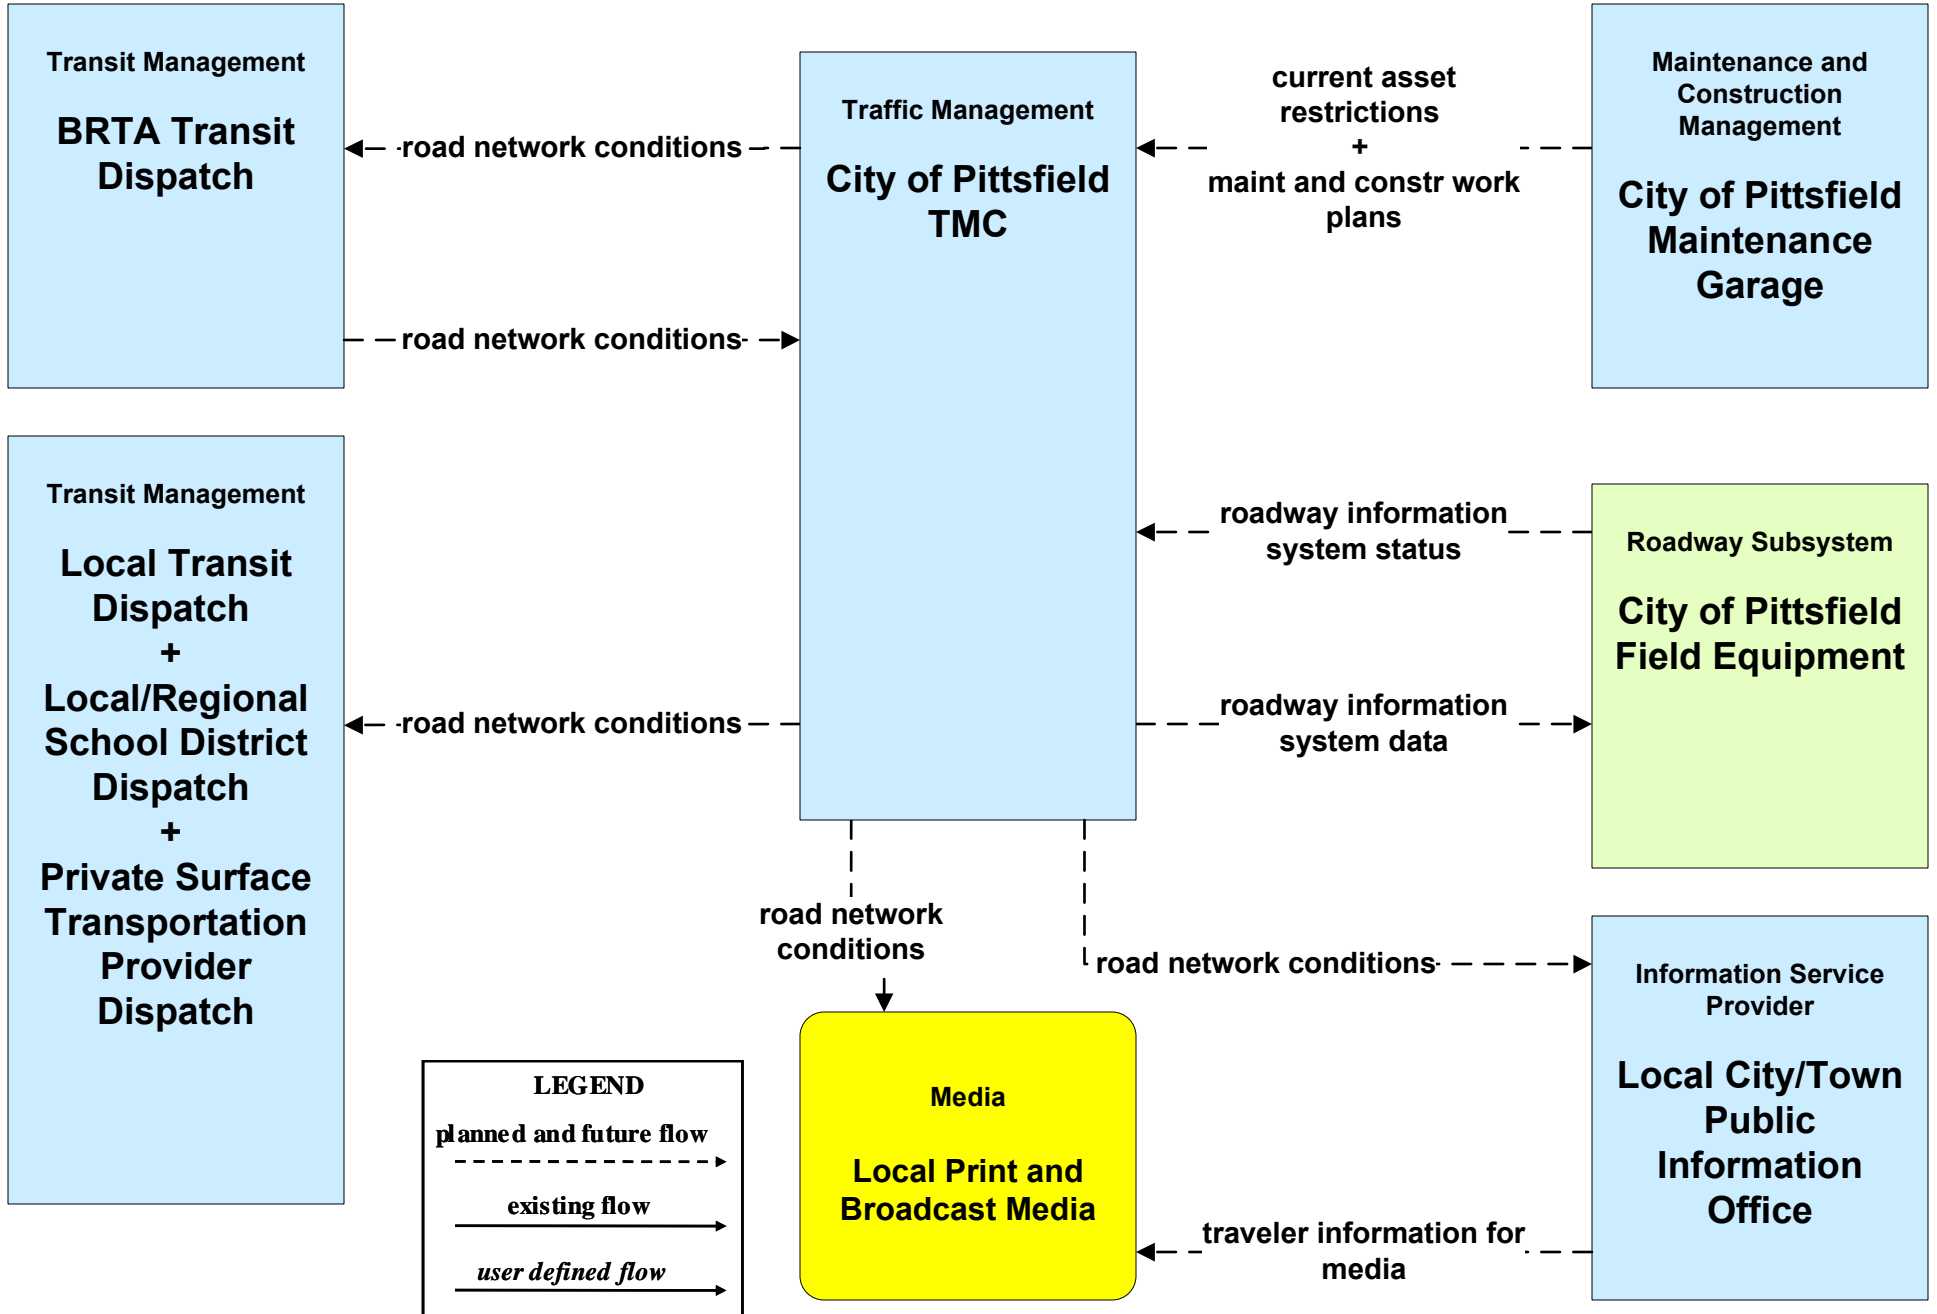 Transit Management
BRTA Transit
Dispatch
road network conditions
road network conditions
Traffic Management
City of Pittsfield
TMC
current asset
restrictions
+
maint and constr work
plans
Maintenance and
Construction
Management
City of Pittsfield
Maintenance
Garage
Transit Management
Local Transit
Dispatch
+
Local/Regional
School District
Dispatch
+
Private Surface
Transportation
Provider
Dispatch
road network conditions
roadway information
system status
roadway information
system data
Roadway Subsystem
City of Pittsfield
Field Equipment
road network
conditions
road network conditions
Information Service
Provider
Local City/Town
Public
Information
Office
LEGEND
planned and future flow
existing flow
user defined flow
Media
Local Print and
Broadcast Media
traveler information for
media